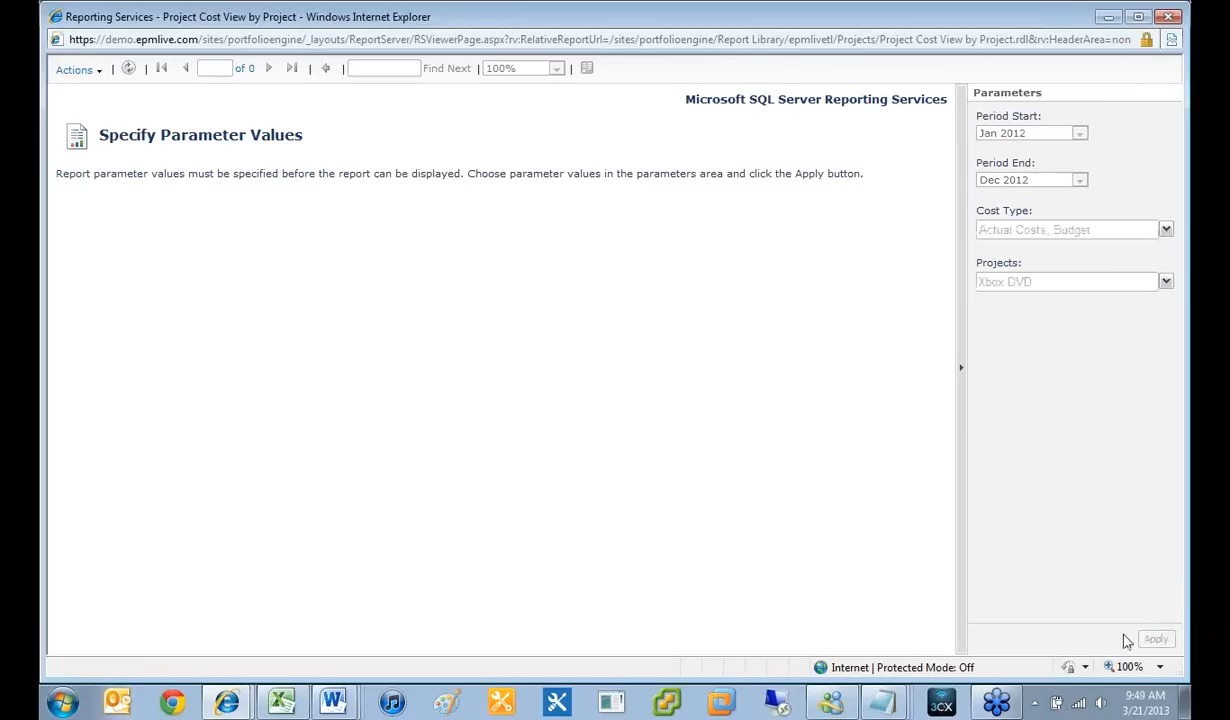 Reporting Services - Project Cost View by Project - Windows Internet Explorer
https://demo.epmlive.com/sites/portfolioengine/_layouts/ReportServer/RSViewerPage.aspx?rv:RelativeReportUrl=/sites/portfolioengine/Report Library/epmlivetl/Projects/Project Cost View by Project.rdl&rv:HeaderArea=non
Actions of 0 Find Next 100%
Microsoft SQL Server Reporting Services
Specify Parameter Values
Report parameter values must be specified before the report can be displayed. Choose parameter values in the parameters area and click the Apply button.
Parameters
Period Start:
Jan 2012
Period End:
Dec 2012
Cost Type:
Actual Costs, Budget
Projects:
Xbox DVD
Apply
Internet | Protected Mode: Off 100%
3CX
9:49 AM
3/21/2013